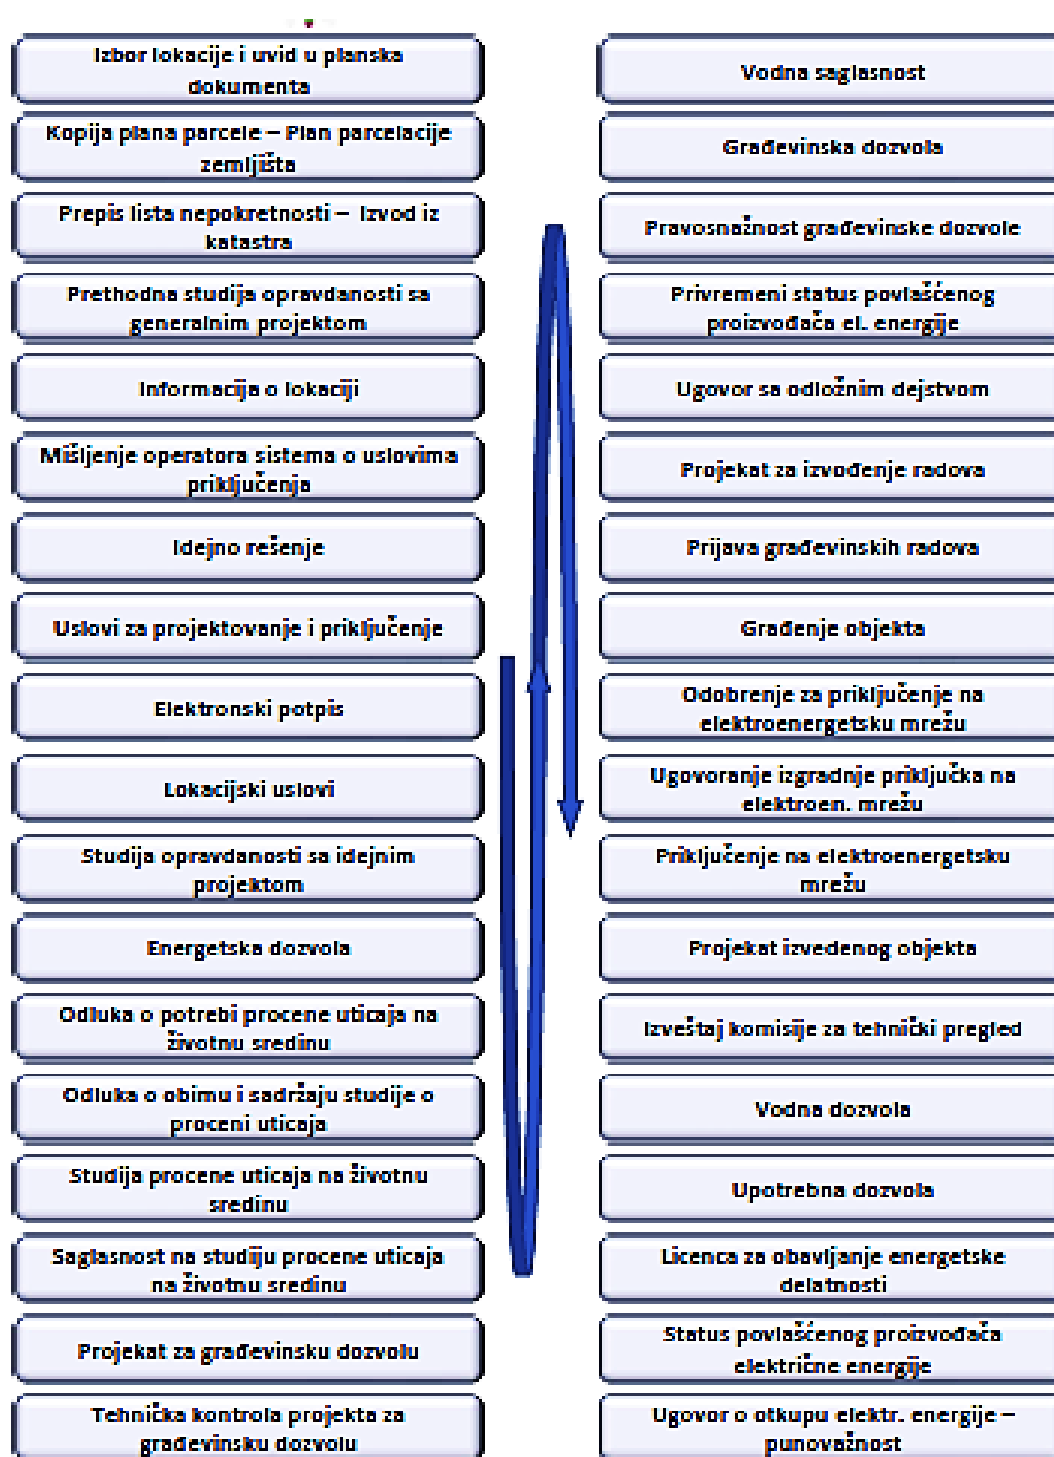 Izbor lokacije i uvid u planska
dokumenta
Kopija plana parcele – Plan parcelacije
zemljišta
Prepis lista nepokretnosti – Izvod iz
katastra
Prethodna studija opravdanosti sa
generalnim projektom
Informacija o lokaciji
Mišljenje operatora sistema o uslovima
priključenja
Idejno rešenje
Uslovi za projektovanje i priključenje
Elektronski potpis
Lokacijski uslovi
Studija opravdanosti sa idejnim
projektom
Energetska dozvola
Odluka o potrebi procene uticaja na
životnu sredinu
Odluka o obimu i sadržaju studije o
proceni uticaja
Studija procene uticaja na životnu
sredinu
Saglasnost na studiju procene uticaja
na životnu sredinu
Projekat za građevinsku dozvolu
Tehnička kontrola projekta za
građevinsku dozvolu
Vodna saglasnost
Građevinska dozvola
Pravosnažnost građevinske dozvole
Privremeni status povlašćenog
proizvođača el. energije
Ugovor sa odložnim dejstvom
Projekat za izvođenje radova
Prijava građevinskih radova
Građenje objekta
Odobrenje za priključenje na
elektroenergetsku mrežu
Ugovoranje izgradnje priključka na
elektroen. mrežu
Priključenje na elektroenergetsku
mrežu
Projekat izvedenog objekta
Izveštaj komisije za tehnički pregled
Vodna dozvola
Upotrebna dozvola
Licenca za obavljanje energetske
delatnosti
Status povlašćenog proizvođača
električne energije
Ugovor o otkupu elektr. energije –
punovažnost